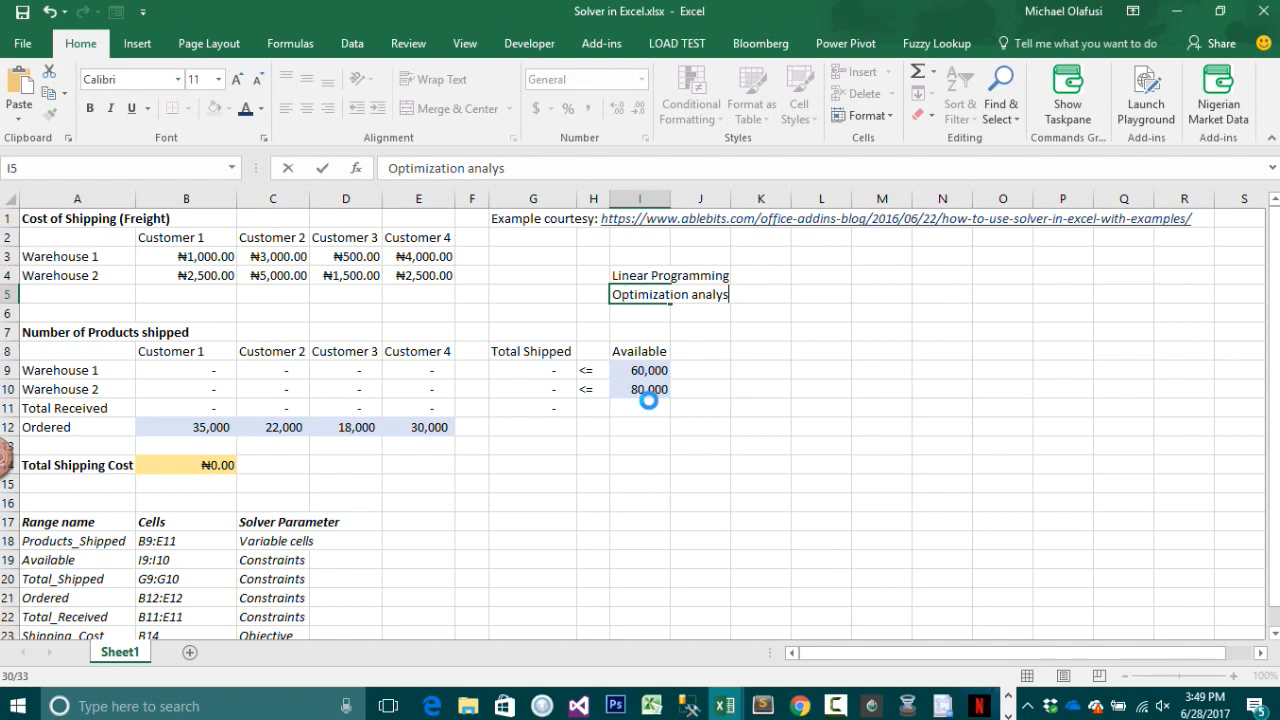 Solver in Excel.xlsx - Excel
Michael Olafusi
File Home Insert Page Layout Formulas Data Review View Developer Add-ins LOAD TEST Bloomberg Power Pivot Fuzzy Lookup Tell me what you want to do Share
Calibri 11 Wrap Text General Insert
Paste B I U Merge & Center $ % Conditional Formatting Format as Table Cell Styles Delete Format Sort & Filter Find & Select Show Taskpane Launch Playground Nigerian Market Data
Clipboard Font Alignment Number Styles Cells Editing Commands Gr... Add-ins Add-ins
I5 fx Optimization analys
A B C D E F G H I J K L M N O P Q R S
1 Cost of Shipping (Freight) Example courtesy: https://www.ablebits.com/office-addins-blog/2016/06/22/how-to-use-solver-in-excel-with-examples/
2 Customer 1 Customer 2 Customer 3 Customer 4
3 Warehouse 1 ₦1,000.00 ₦3,000.00 ₦500.00 ₦4,000.00
4 Warehouse 2 ₦2,500.00 ₦5,000.00 ₦1,500.00 ₦2,500.00 Linear Programming
5 Optimization analys
6
7 Number of Products shipped
8 Customer 1 Customer 2 Customer 3 Customer 4 Total Shipped Available
9 Warehouse 1 - - - - - <= 60,000
10 Warehouse 2 - - - - - <= 80,000
11 Total Received - - - - -
12 Ordered 35,000 22,000 18,000 30,000
13
14 Total Shipping Cost ₦0.00
15
16
17 Range name Cells Solver Parameter
18 Products_Shipped B9:E11 Variable cells
19 Available I9:I10 Constraints
20 Total_Shipped G9:G10 Constraints
21 Ordered B12:E12 Constraints
22 Total_Received B11:E11 Constraints
23 Shipping_Cost B14 Objective
Sheet1
30/33 100%
Type here to search
3:49 PM
6/28/2017
5